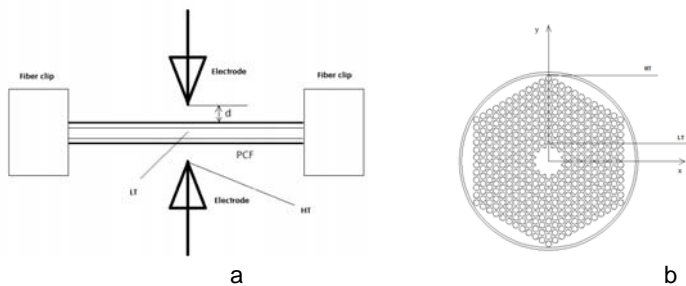 Fiber clip
Electrode
Fiber clip
d
PCF
LT
Electrode
HT
a
y
HT
LT
x
b